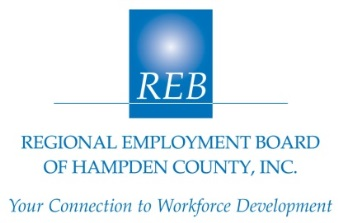 REB
REGIONAL EMPLOYMENT BOARD
OF HAMPDEN COUNTY, INC.
Your Connection to Workforce Development